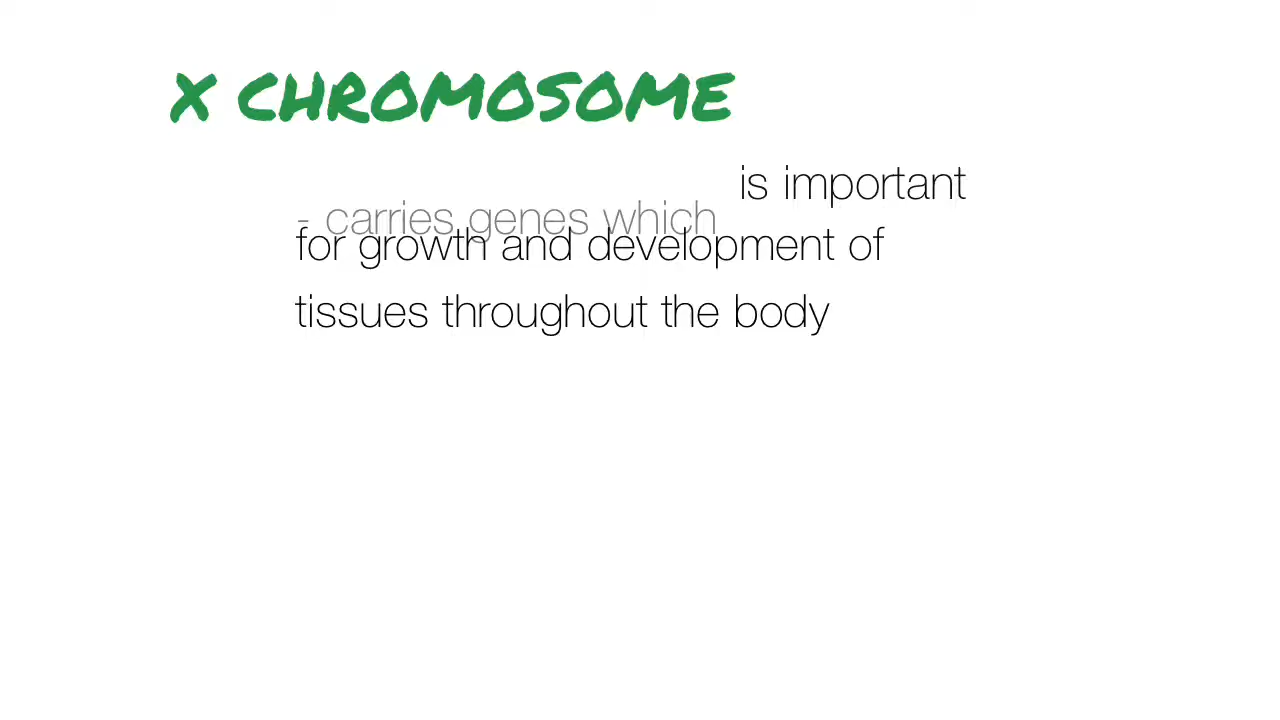 X CHROMOSOME
- carries genes which is important
for growth and development of
tissues throughout the body